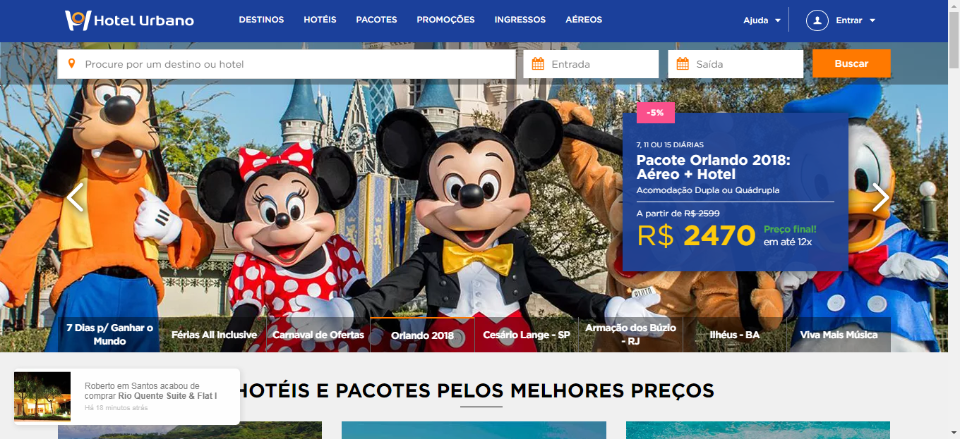 Hotel Urbano
DESTINOS HOTÉIS PACOTES PROMOÇÕES INGRESSOS AÉREOS
Ajuda Entrar
Procure por um destino ou hotel
Entrada
Saída
Buscar
-5%
7, 11 OU 15 DIÁRIAS
Pacote Orlando 2018:
Aéreo + Hotel
Acomodação Dupla ou Quádrupla
A partir de R$ 2599
R$ 2470
Preço final!
em até 12x
7 Dias p/ Ganhar o
Mundo
Férias All Inclusive
Carnaval de Ofertas
Orlando 2018
Cesário Lange - SP
Armação dos Búzio
- RJ
Ilhéus - BA
Viva Mais Música
HOTÉIS E PACOTES PELOS MELHORES PREÇOS
Roberto em Santos acabou de
comprar Rio Quente Suite & Flat I
Há 18 minutos atrás